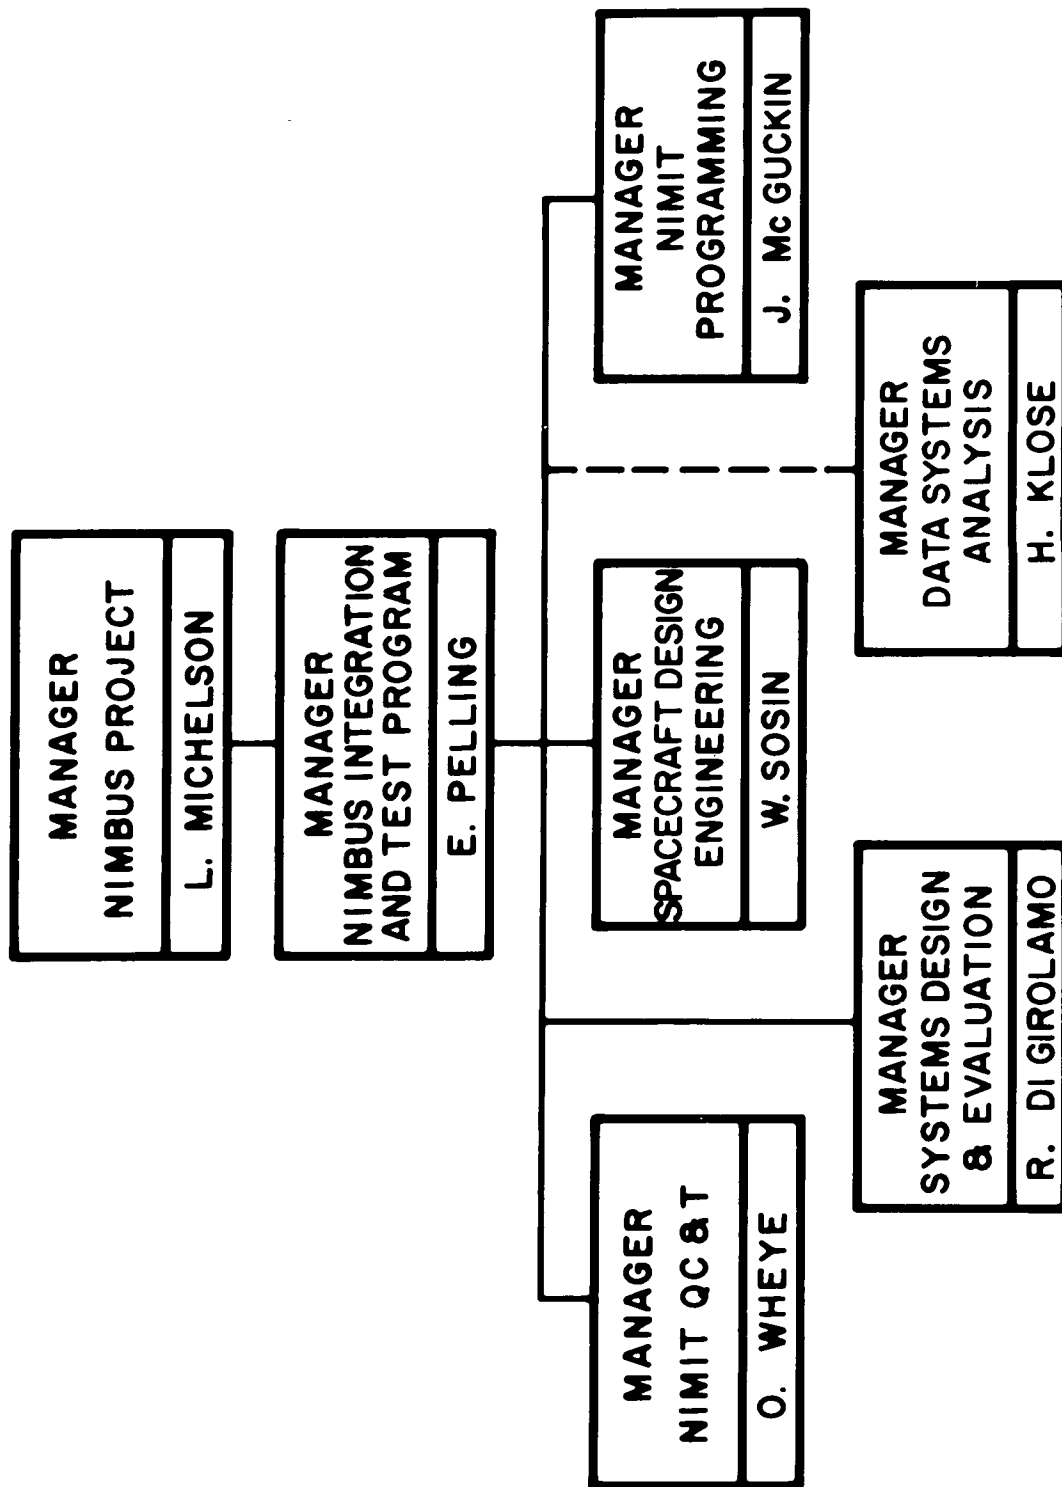 MANAGER
NIMBUS PROJECT
L. MICHELSON
MANAGER
NIMBUS INTEGRATION
AND TEST PROGRAM
E. PELLING
MANAGER
NIMIT QC & T
O. WHEYE
MANAGER
SPACECRAFT DESIGN
ENGINEERING
W. SOSIN
MANAGER
NIMIT
PROGRAMMING
J. Mc GUCKIN
MANAGER
SYSTEMS DESIGN
& EVALUATION
R. DI GIROLAMO
MANAGER
DATA SYSTEMS
ANALYSIS
H. KLOSE